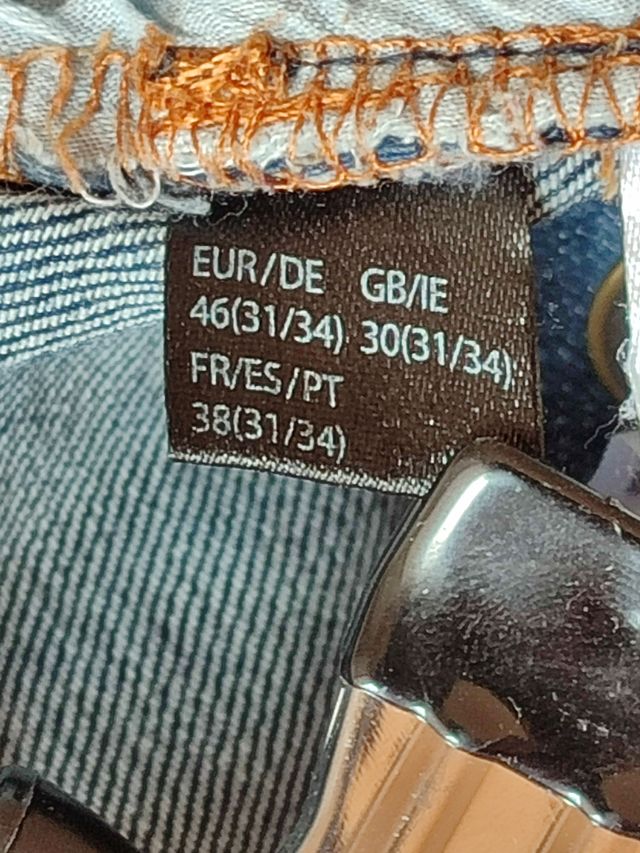 EUR/DE GB/IE
46(31/34) 30(31/34)
FR/ES/PT
38(31/34)